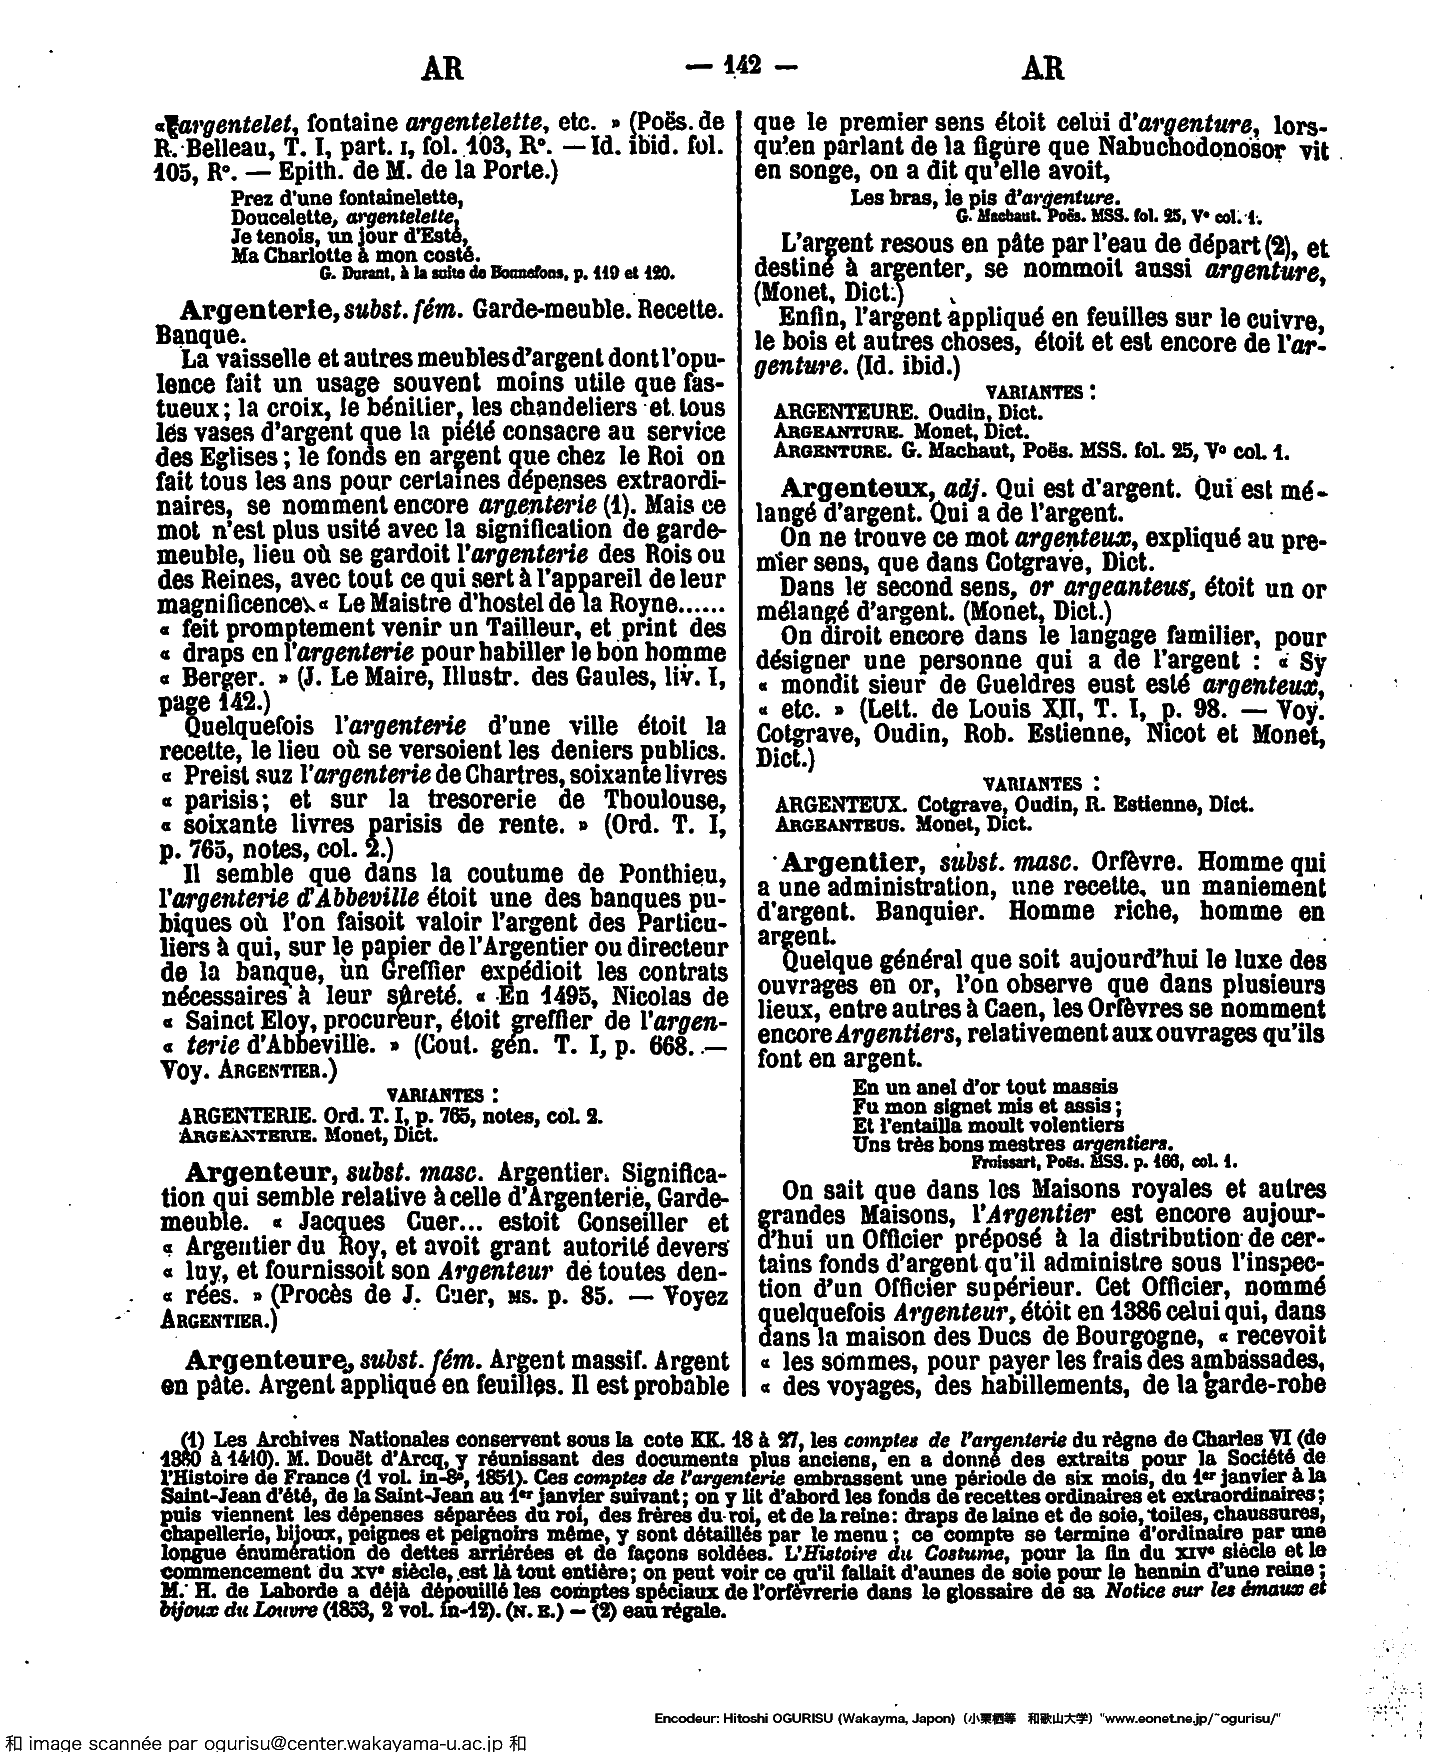 AR — 142 — AR
« argentelet, fontaine argentelette, etc. » (Poës. de
R. Belleau, T. I, part. I, fol. 103, R°. — Id. ibid. fol.
105, R°. — Epith. de M. de la Porte.)
Prez d'une fontainelette,
Doucelette, argentelette,
Je tenois, un jour d'Esté,
Ma Charlotte à mon costé.
G. Durant, à la suite de Bonnefons, p. 119 et 120.
Argenterie, subst. fém. Garde-meuble. Recette.
Banque.
La vaisselle et autres meubles d'argent dont l'opu-
lence fait un usage souvent moins utile que fas-
tueux ; la croix, le bénitier, les chandeliers et tous
les vases d'argent que la piété consacre au service
des Eglises ; le fonds en argent que chez le Roi on
fait tous les ans pour certaines dépenses extraordi-
naires, se nomment encore argenterie (1). Mais ce
mot n'est plus usité avec la signification de garde-
meuble, lieu où se gardoit l'argenterie des Rois ou
des Reines, avec tout ce qui sert à l'appareil de leur
magnificence. « Le Maistre d'hostel de la Royne......
« feit promptement venir un Tailleur, et print des
« draps en l'argenterie pour habiller le bon homme
« Berger. » (J. Le Maire, Illustr. des Gaules, liv. I,
page 142.)
Quelquefois l'argenterie d'une ville étoit la
recette, le lieu où se versoient les deniers publics.
« Preist suz l'argenterie de Chartres, soixante livres
« parisis ; et sur la tresorerie de Thoulouse,
« soixante livres parisis de rente. » (Ord. T. I,
p. 765, notes, col. 2.)
Il semble que dans la coutume de Ponthieu,
l'argenterie d'Abbeville étoit une des banques pu-
biques où l'on faisoit valoir l'argent des Particu-
liers à qui, sur le papier de l'Argentier ou directeur
de la banque, un Greffier expédioit les contrats
nécessaires à leur sûreté. « En 1495, Nicolas de
« Sainct Eloy, procureur, étoit greffier de l'argen-
« terie d'Abbeville. » (Cout. gén. T. I, p. 668. —
Voy. ARGENTIER.)
VARIANTES :
ARGENTERIE. Ord. T. I, p. 765, notes, col. 2.
ARGEANTERIE. Monet, Dict.
Argenteur, subst. masc. Argentier. Significa-
tion qui semble relative à celle d'Argenterie, Garde-
meuble. « Jacques Cuer... estoit Conseiller et
« Argentier du Roy, et avoit grant autorité devers
« luy, et fournissoit son Argenteur de toutes den-
« rées. » (Procès de J. Cuer, MS. p. 85. — Voyez
ARGENTIER.)
Argenteure, subst. fém. Argent massif. Argent
en pâte. Argent appliqué en feuilles. Il est probable
que le premier sens étoit celui d'argenture, lors-
qu'en parlant de la figure que Nabuchodonosor vit
en songe, on a dit qu'elle avoit,
Les bras, le pis d'argenture.
G. Machaut. Poës. MSS. fol. 25, V° col. 1.
L'argent resous en pâte par l'eau de départ (2), et
destiné à argenter, se nommoit aussi argenture,
(Monet, Dict.)
Enfin, l'argent appliqué en feuilles sur le cuivre,
le bois et autres choses, étoit et est encore de l'ar-
genture. (Id. ibid.)
VARIANTES :
ARGENTEURE. Oudin, Dict.
ARGEANTURE. Monet, Dict.
ARGENTURE. G. Machaut, Poës. MSS. fol. 25, V° col. 1.
Argenteux, adj. Qui est d'argent. Qui est mé-
langé d'argent. Qui a de l'argent.
On ne trouve ce mot argenteux, expliqué au pre-
mier sens, que dans Cotgrave, Dict.
Dans le second sens, or argeanteus, étoit un or
mélangé d'argent. (Monet, Dict.)
On diroit encore dans le langage familier, pour
désigner une personne qui a de l'argent : « Sy
« mondit sieur de Gueldres eust esté argenteux,
« etc. » (Lett. de Louis XII, T. I, p. 98. — Voy.
Cotgrave, Oudin, Rob. Estienne, Nicot et Monet,
Dict.)
VARIANTES :
ARGENTEUX. Cotgrave, Oudin, R. Estienne, Dict.
ARGEANTEUS. Monet, Dict.
Argentier, subst. masc. Orfèvre. Homme qui
a une administration, une recette, un maniement
d'argent. Banquier. Homme riche, homme en
argent.
Quelque général que soit aujourd'hui le luxe des
ouvrages en or, l'on observe que dans plusieurs
lieux, entre autres à Caen, les Orfèvres se nomment
encore Argentiers, relativement aux ouvrages qu'ils
font en argent.
En un anel d'or tout massis
Fu mon signet mis et assis ;
Et l'entailla moult volentiers
Uns très bons mestres argentiers.
Froissart, Poës. MSS. p. 166, col. 1.
On sait que dans les Maisons royales et autres
grandes Maisons, l'Argentier est encore aujour-
d'hui un Officier préposé à la distribution de cer-
tains fonds d'argent qu'il administre sous l'inspec-
tion d'un Officier supérieur. Cet Officier, nommé
quelquefois Argenteur, étoit en 1386 celui qui, dans
dans la maison des Ducs de Bourgogne, « recevoit
« les sommes, pour payer les frais des ambassades,
« des voyages, des habillements, de la garde-robe
(1) Les Archives Nationales conservent sous la cote KK. 18 à 27, les comptes de l'argenterie du règne de Charles VI (de
1380 à 1410). M. Douët d'Arcq, y réunissant des documents plus anciens, en a donné des extraits pour la Société de
l'Histoire de France (1 vol. in-8°, 1851). Ces comptes de l'argenterie embrassent une période de six mois, du 1er janvier à la
Saint-Jean d'été, de la Saint-Jean au 1er janvier suivant ; on y lit d'abord les fonds de recettes ordinaires et extraordinaires ;
puis viennent les dépenses séparées du roi, des frères du roi, et de la reine : draps de laine et de soie, toiles, chaussures,
chapellerie, bijoux, peignes et peignoirs même, y sont détaillés par le menu ; ce compte se termine d'ordinaire par une
longue énumération de dettes arriérées et de façons soldées. L'Histoire du Costume, pour la fin du XIVe siècle et le
commencement du XVe siècle, est là tout entière ; on peut voir ce qu'il fallait d'aunes de soie pour le hennin d'une reine ;
M. H. de Laborde a déjà dépouillé les comptes spéciaux de l'orfèvrerie dans le glossaire de sa Notice sur les émaux et
bijoux du Louvre (1853, 2 vol. in-12). (N. E.) — (2) eau régale.
Encodeur: Hitoshi OGURISU (Wakayma, Japon) (小栗栖等 和歌山大学) "www.eonet.ne.jp/~ogurisu/"
和 image scannée par ogurisu@center.wakayama-u.ac.jp 和